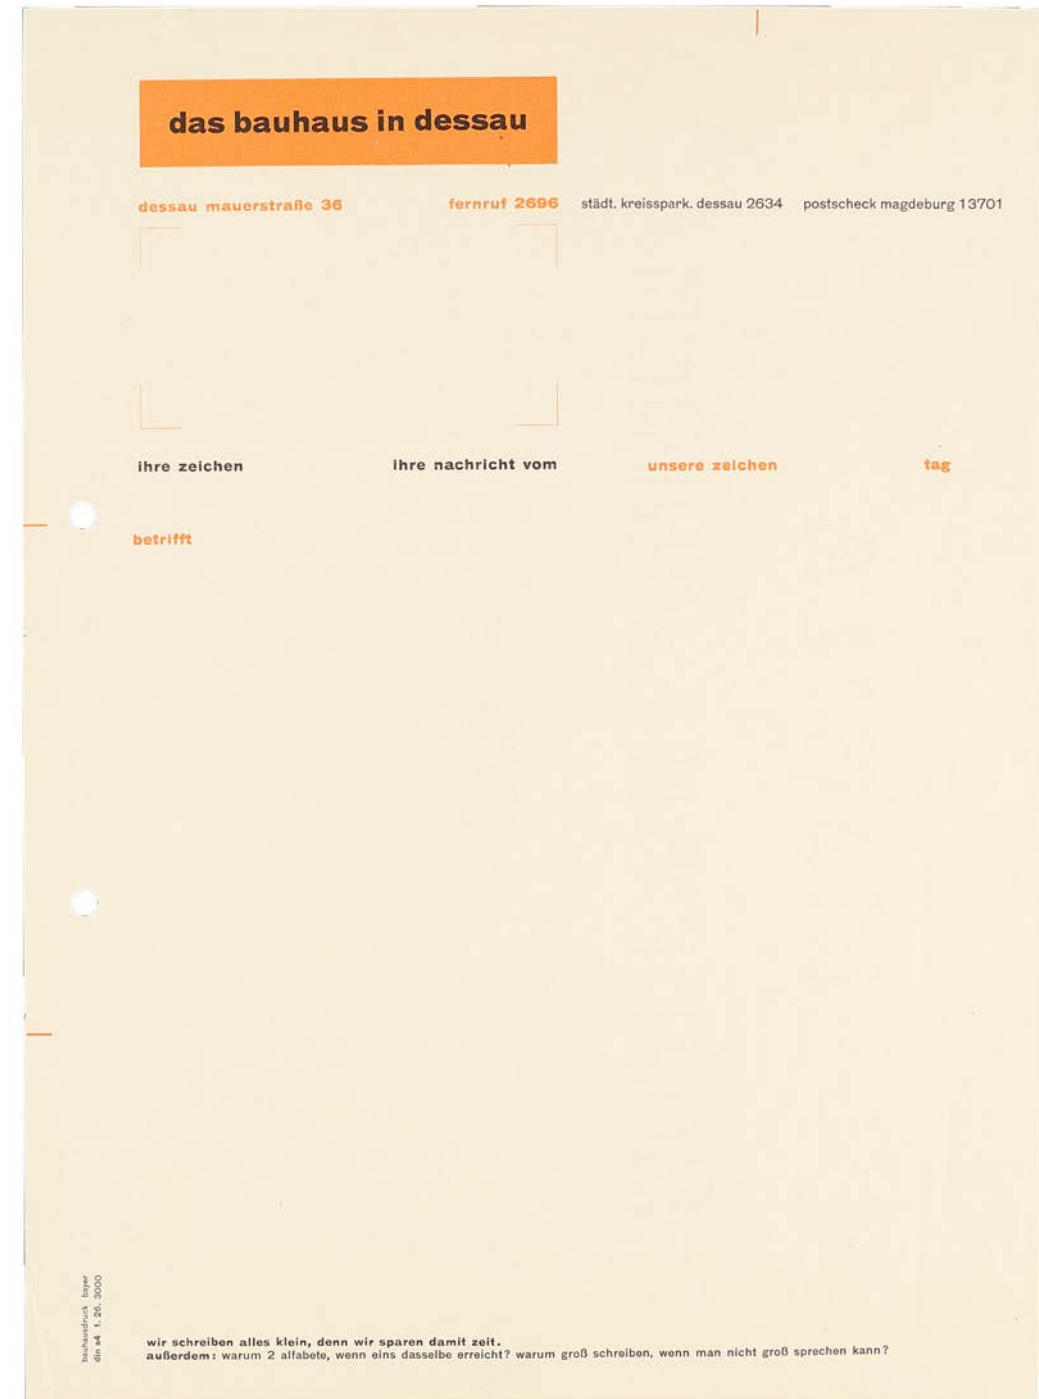 das bauhaus in dessau
dessau mauerstraße 36 fernruf 2696 städt. kreisspark. dessau 2634 postscheck magdeburg 13701
ihre zeichen ihre nachricht vom unsere zeichen tag
betrifft
bauhausdruck bayer
din a4 1. 26. 3000
wir schreiben alles klein, denn wir sparen damit zeit.
außerdem: warum 2 alfabete, wenn eins dasselbe erreicht? warum groß schreiben, wenn man nicht groß sprechen kann?